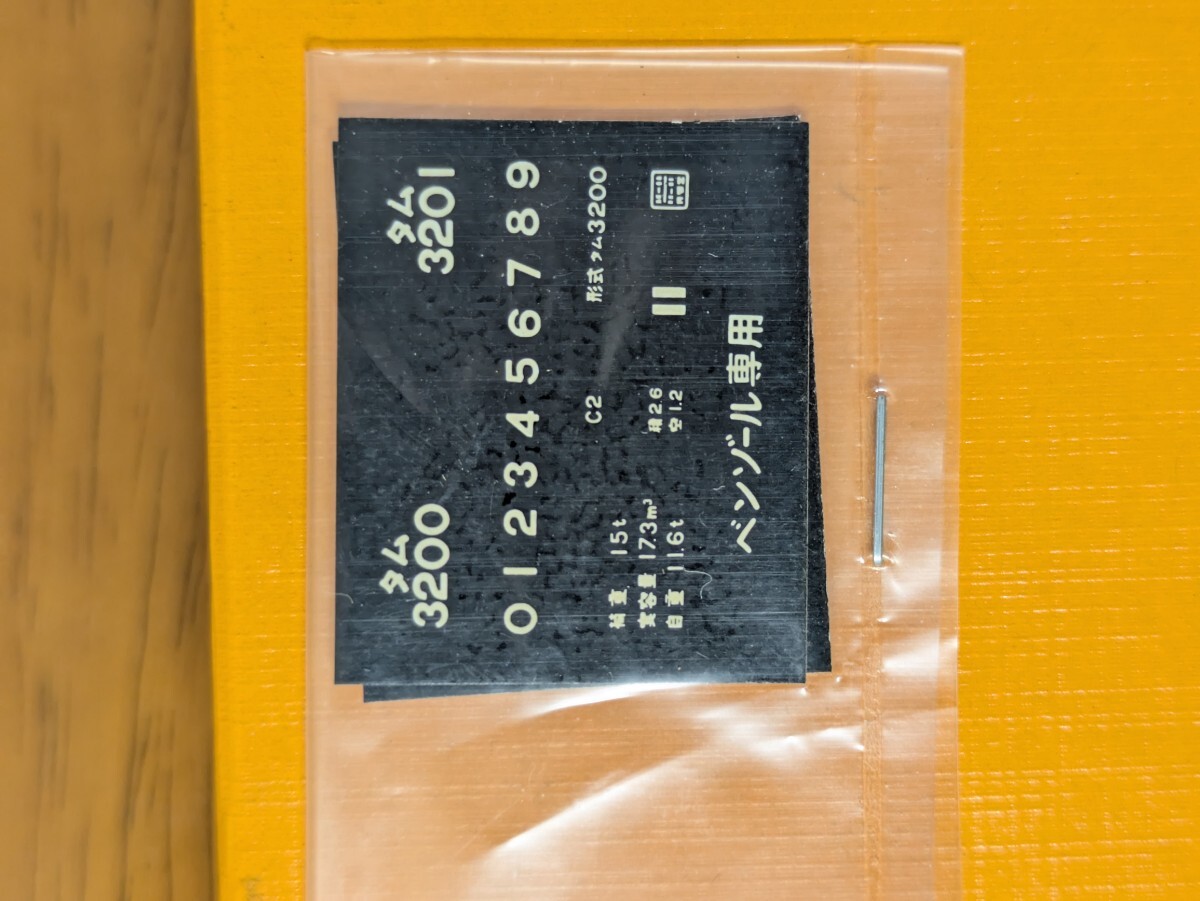 タム
3200
タム
3201
0 1 2 3 4 5 6 7 8 9
C2
形式タム3200
積重 15t
実容量 17.3m³
自重 11.6t
積2.6
空1.2
ベンゾール専用